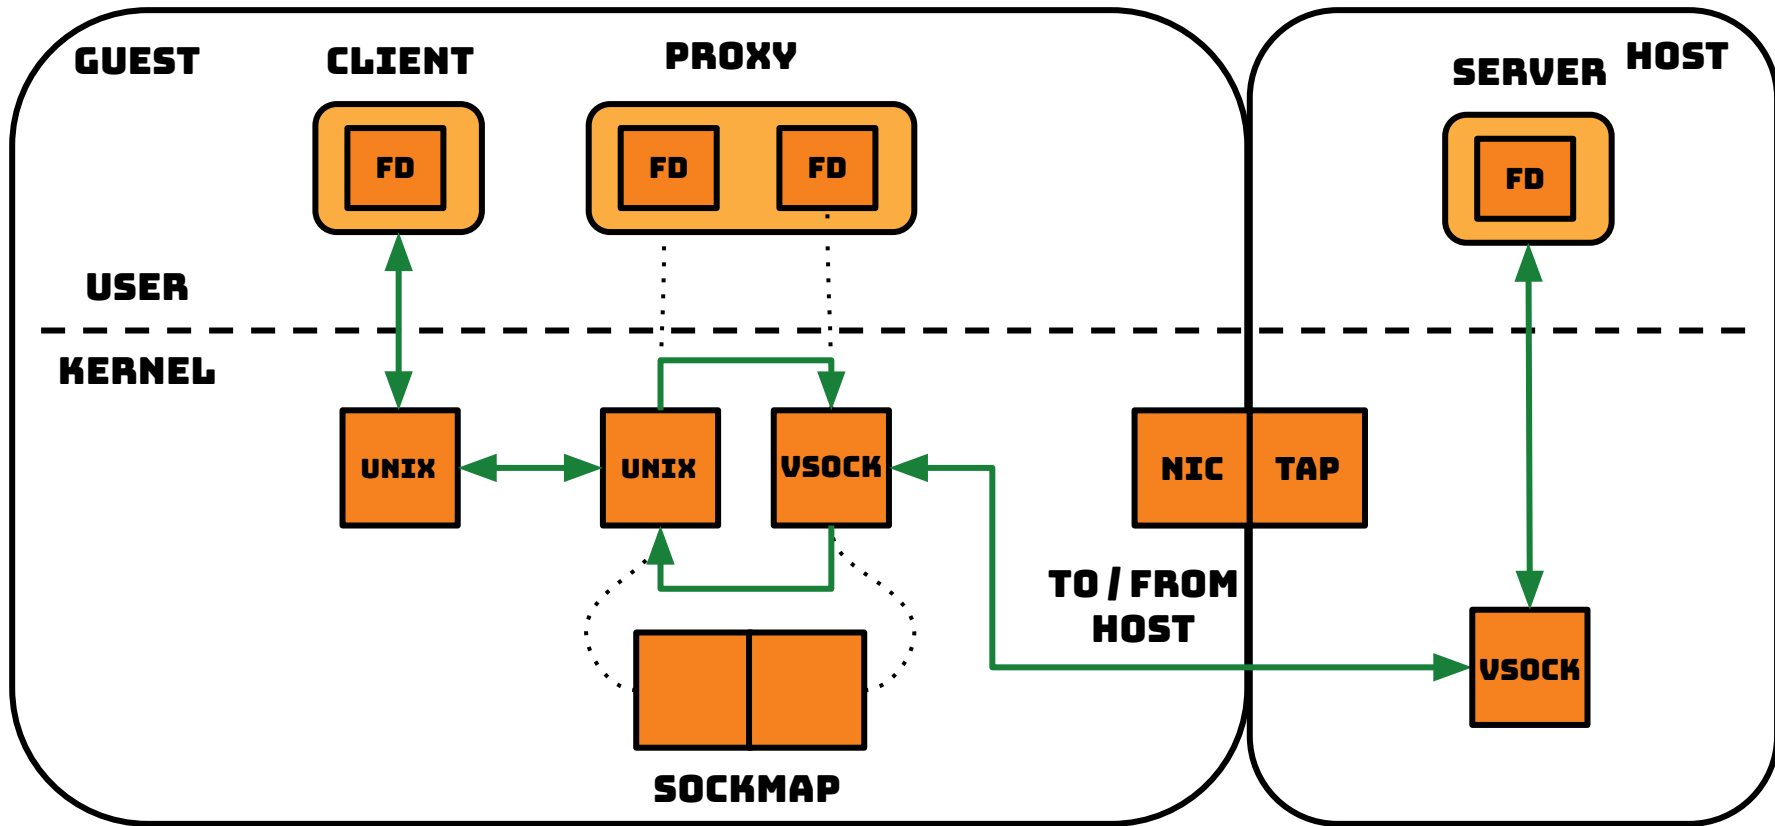 GUEST
CLIENT
PROXY
SERVER
HOST
FD
FD
FD
FD
USER
KERNEL
UNIX
UNIX
VSOCK
NIC
TAP
TO / FROM
HOST
VSOCK
SOCKMAP